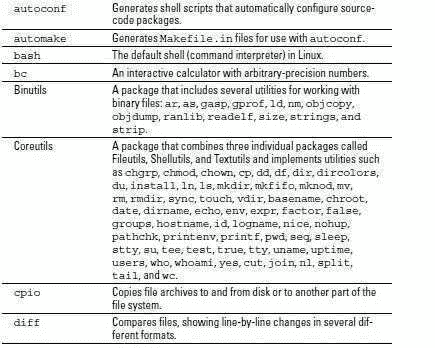 autoconf Generates shell scripts that automatically configure source-
code packages.
automake Generates Makefile.in files for use with autoconf.
bash The default shell (command interpreter) in Linux.
bc An interactive calculator with arbitrary-precision numbers.
Binutils A package that includes several utilities for working with
binary files: ar, as, gasp, gprof, ld, nm, objcopy,
objdump, ranlib, readelf, size, strings, and
strip.
Coreutils A package that combines three individual packages called
Fileutils, Shellutils, and Textutils and implements utilities such
as chgrp, chmod, chown, cp, dd, df, dir, dircolors,
du, install, ln, ls, mkdir, mkfifo, mknod, mv,
rm, rmdir, sync, touch, vdir, basename, chroot,
date, dirname, echo, env, expr, factor, false,
groups, hostname, id, logname, nice, nohup,
pathchk, printenv, printf, pwd, seq, sleep,
stty, su, tee, test, true, tty, uname, uptime,
users, who, whoami, yes, cut, join, nl, split,
tail, and wc.
cpio Copies file archives to and from disk or to another part of the
file system.
diff Compares files, showing line-by-line changes in several dif-
ferent formats.